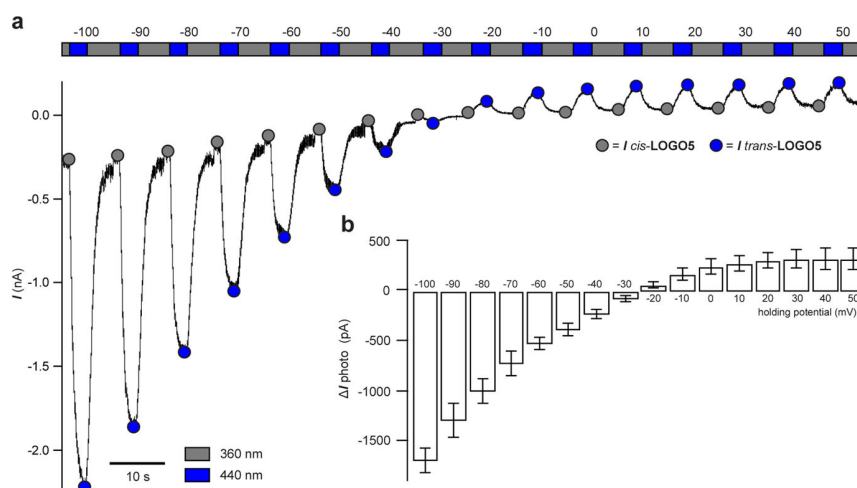 a
-100 -90 -80 -70 -60 -50 -40 -30 -20 -10 0 10 20 30 40 50
0.0
= I cis-LOGO5 = I trans-LOGO5
-0.5
-1.0
-1.5
-2.0
I (nA)
10 s
360 nm
440 nm
b
500
0
-500
-1000
-1500
ΔI photo (pA)
-100 -90 -80 -70 -60 -50 -40 -30
-20 -10 0 10 20 30 40 50
holding potential (mV)